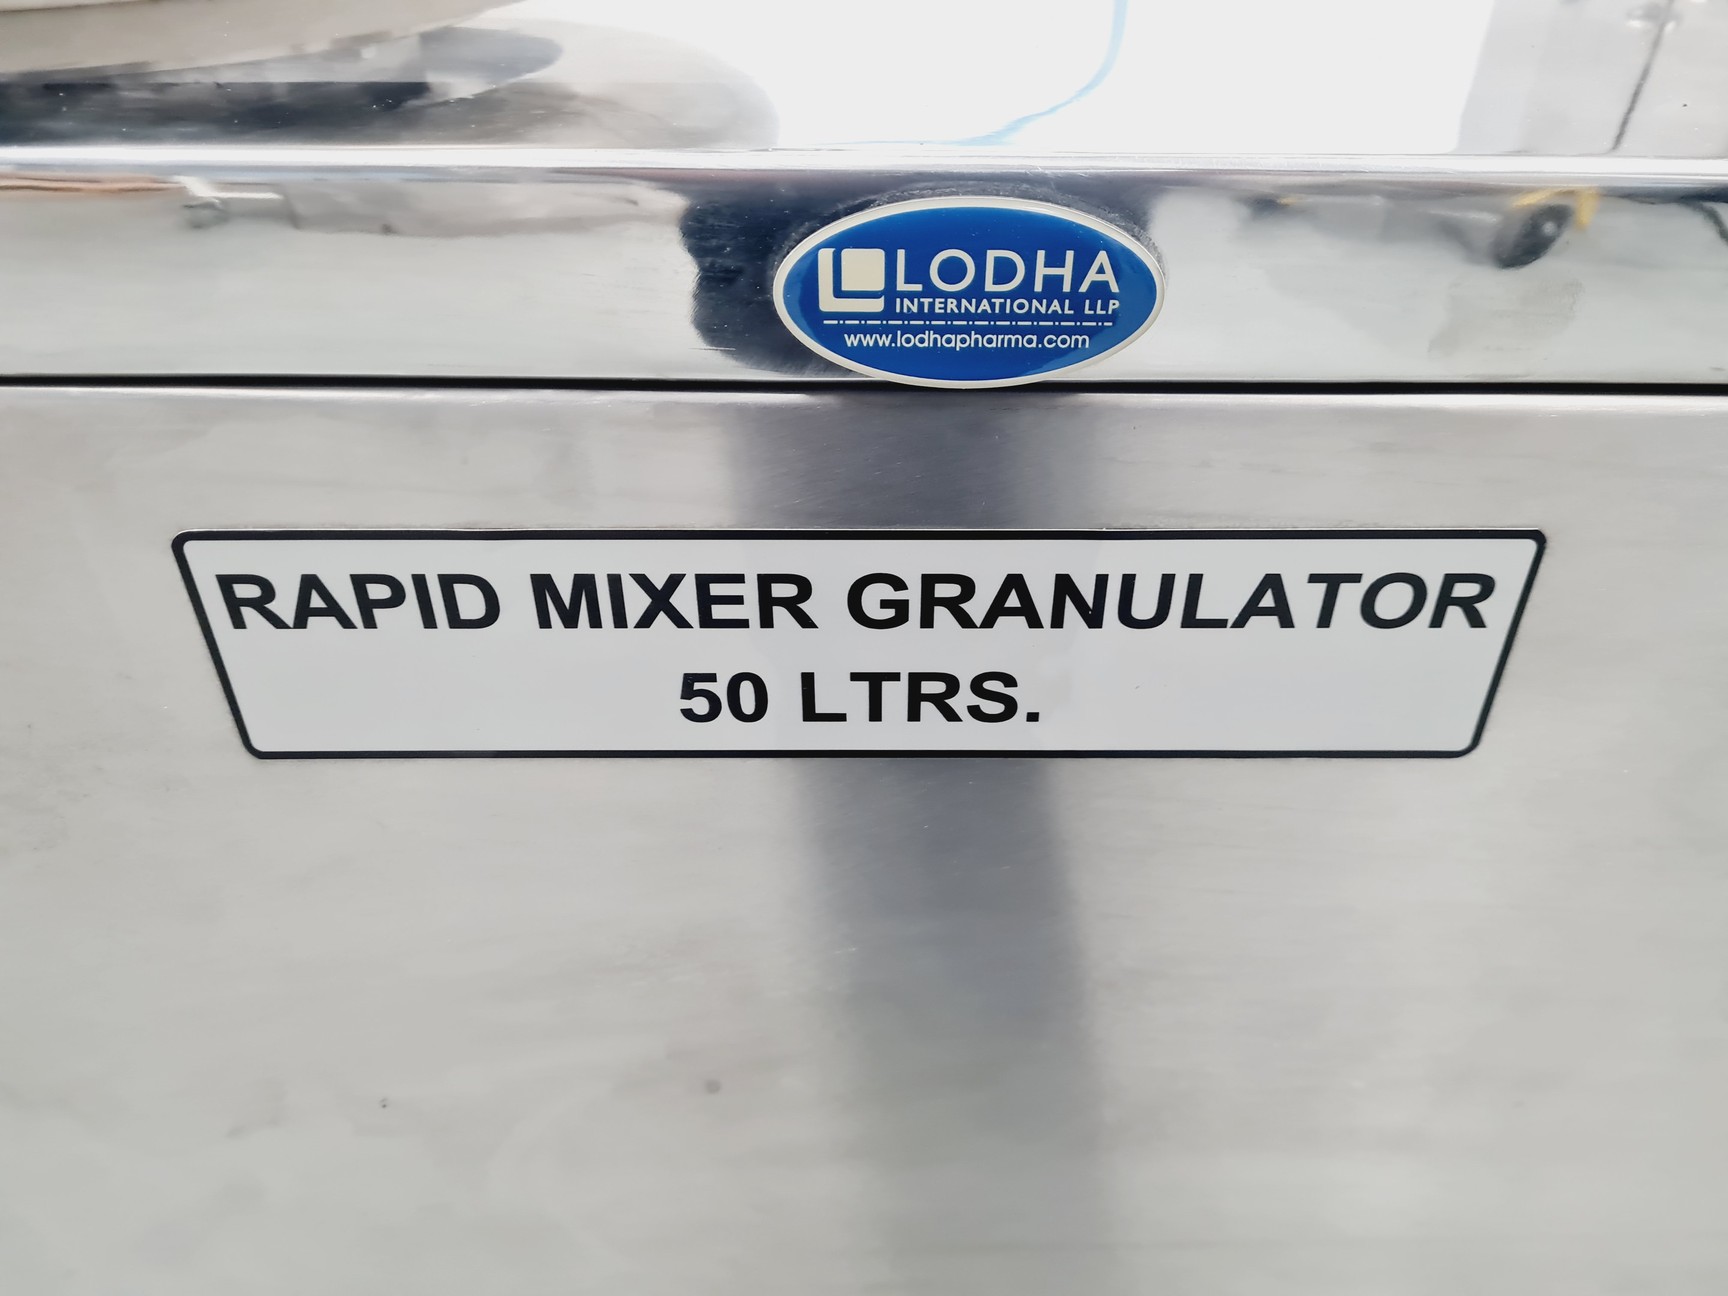 LODHA
INTERNATIONAL LLP
www.lodhapharma.com
RAPID MIXER GRANULATOR
50 LTRS.